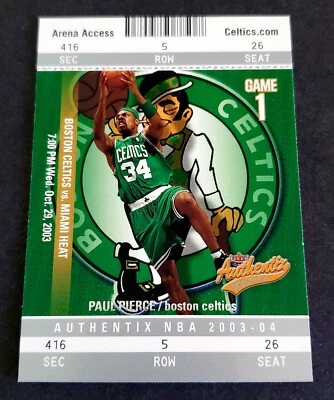 Arena Access Celtics.com
416 5 26
SEC ROW SEAT
GAME
1
BOSTON CELTICS vs. MIAMI HEAT
7:00 PM Wed. Oct. 29, 2003
BOSTON CELTICS
CELTICS
34
FLEER
Authentix
PAUL PIERCE / boston celtics
AUTHENTIX NBA 2003-04
416 5 26
SEC ROW SEAT